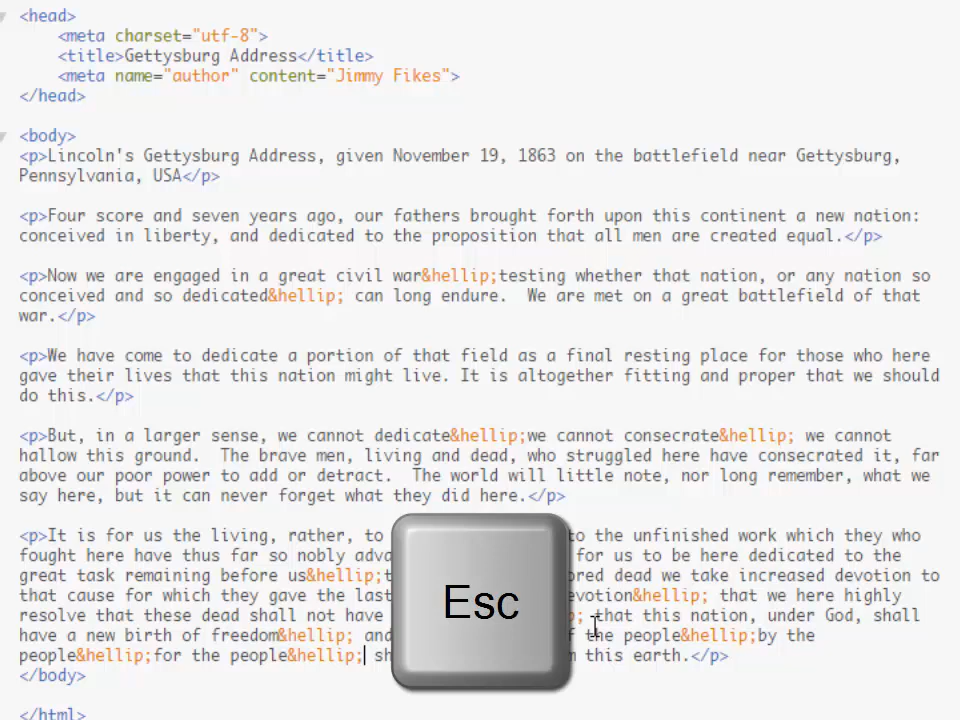 <head>
<meta charset="utf-8">
<title>Gettysburg Address</title>
<meta name="author" content="Jimmy Fikes">
</head>
<body>
<p>Lincoln's Gettysburg Address, given November 19, 1863 on the battlefield near Gettysburg,
Pennsylvania, USA</p>
<p>Four score and seven years ago, our fathers brought forth upon this continent a new nation:
conceived in liberty, and dedicated to the proposition that all men are created equal.</p>
<p>Now we are engaged in a great civil war&hellip;testing whether that nation, or any nation so
conceived and so dedicated&hellip; can long endure.  We are met on a great battlefield of that
war.</p>
<p>We have come to dedicate a portion of that field as a final resting place for those who here
gave their lives that this nation might live. It is altogether fitting and proper that we should
do this.</p>
<p>But, in a larger sense, we cannot dedicate&hellip;we cannot consecrate&hellip; we cannot
hallow this ground.  The brave men, living and dead, who struggled here have consecrated it, far
above our poor power to add or detract.  The world will little note, nor long remember, what we
say here, but it can never forget what they did here.</p>
<p>It is for us the living, rather, to to the unfinished work which they who
fought here have thus far so nobly for us to be here dedicated to the
great task remaining before us&hellip; dead we take increased devotion to
that cause for which they gave the last &hellip; that we here highly
resolve that these dead shall not have that this nation, under God, shall
have a new birth of freedom&hellip; and the people&hellip;by the
people&hellip;for the people&hellip; this earth.</p>
</body>
</html>
Esc